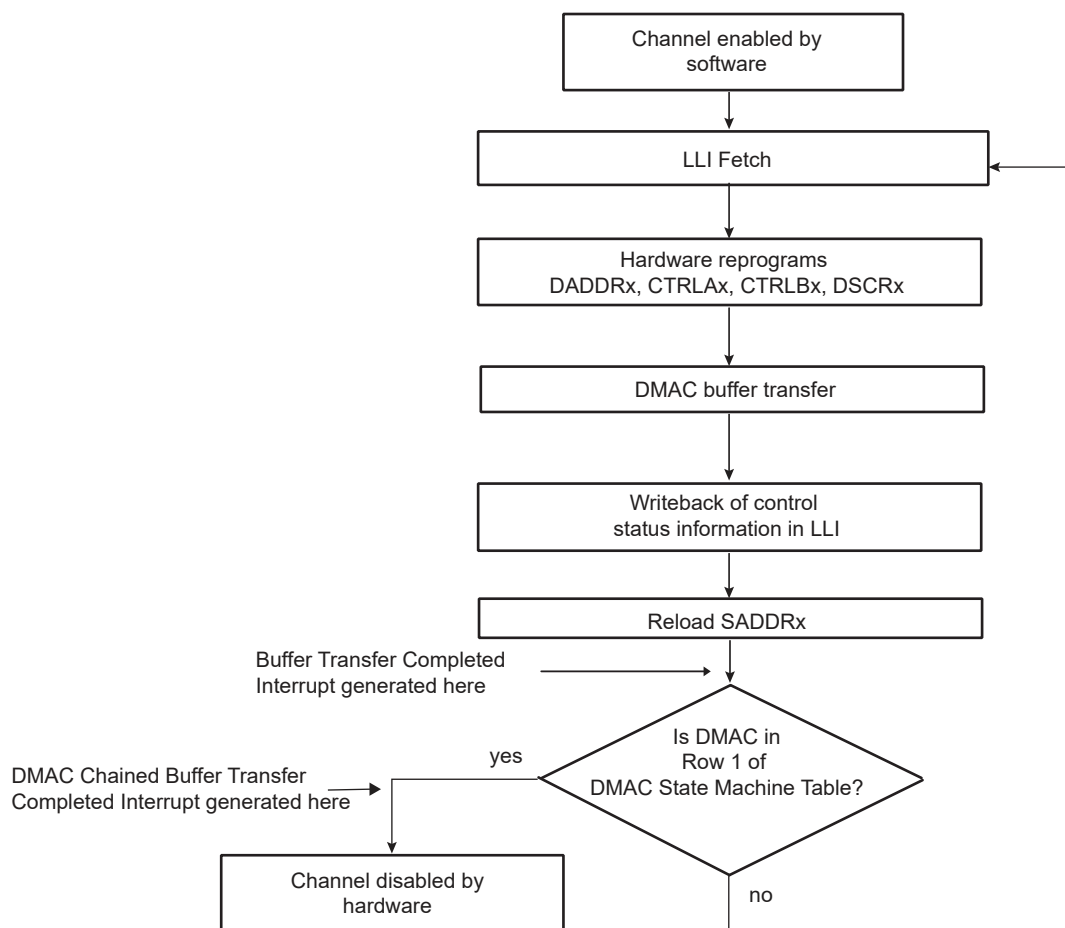 Channel enabled by
software
LLI Fetch
Hardware reprograms
DADDRx, CTRLAx, CTRLBx, DSCRx
DMAC buffer transfer
Writeback of control
status information in LLI
Reload SADDRx
Buffer Transfer Completed
Interrupt generated here
Is DMAC in
Row 1 of
DMAC State Machine Table?
yes
DMAC Chained Buffer Transfer
Completed Interrupt generated here
Channel disabled by
hardware
no